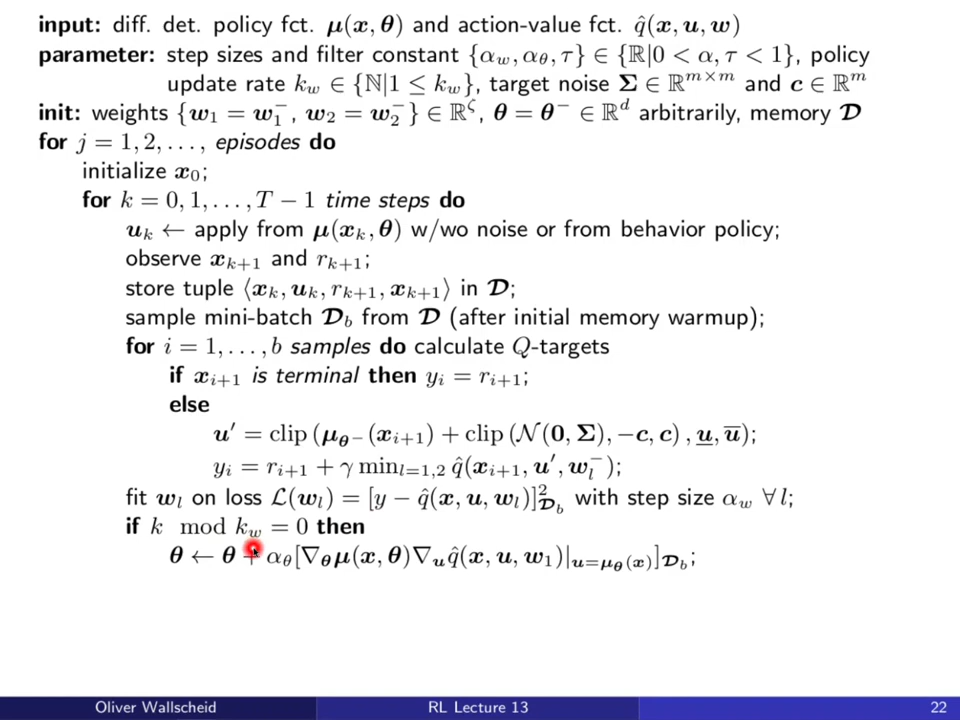 input: diff. det. policy fct. μ(x, θ) and action-value fct. q̂(x, u, w)
parameter: step sizes and filter constant {α_w, α_θ, τ} ∈ {ℝ|0 < α, τ < 1}, policy
update rate k_w ∈ {ℕ|1 ≤ k_w}, target noise Σ ∈ ℝ^{m×m} and c ∈ ℝ^m
init: weights {w₁ = w₁⁻, w₂ = w₂⁻} ∈ ℝ^ζ, θ = θ⁻ ∈ ℝ^d arbitrarily, memory 𝓓
for j = 1, 2, . . . , episodes do
initialize x₀;
for k = 0, 1, . . . , T − 1 time steps do
u_k ← apply from μ(x_k, θ) w/wo noise or from behavior policy;
observe x_{k+1} and r_{k+1};
store tuple ⟨x_k, u_k, r_{k+1}, x_{k+1}⟩ in 𝓓;
sample mini-batch 𝓓_b from 𝓓 (after initial memory warmup);
for i = 1, . . . , b samples do calculate Q-targets
if x_{i+1} is terminal then y_i = r_{i+1};
else
u′ = clip (μ_{θ⁻}(x_{i+1}) + clip (𝒩(0, Σ), −c, c) , u̲, u̅);
y_i = r_{i+1} + γ min_{l=1,2} q̂(x_{i+1}, u′, w_l⁻);
fit w_l on loss ℒ(w_l) = [y − q̂(x, u, w_l)]²_{𝓓_b} with step size α_w ∀ l;
if k mod k_w = 0 then
θ ← θ + α_θ[∇_θ μ(x, θ)∇_u q̂(x, u, w₁)|_{u=μ_θ(x)}]_{𝓓_b};
Oliver Wallscheid RL Lecture 13 22